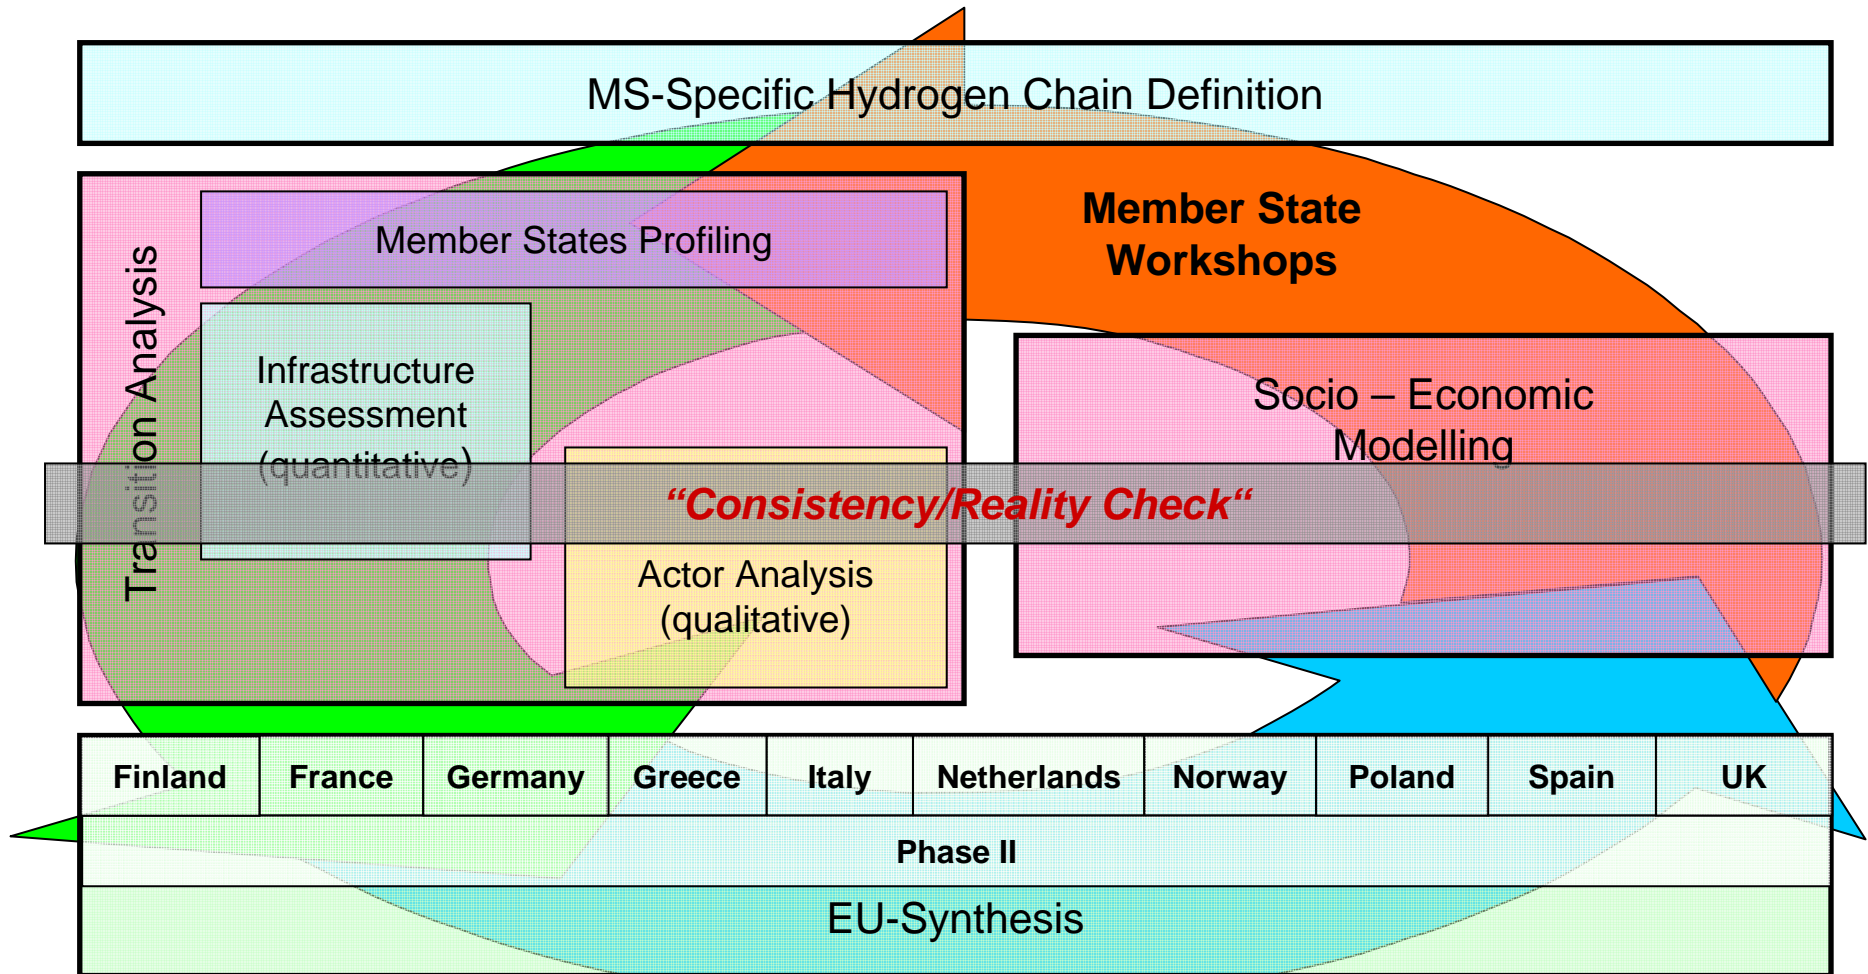 MS-Specific Hydrogen Chain Definition
Member State
Workshops
Transition Analysis
Member States Profiling
Infrastructure
Assessment
(quantitative)
Socio – Economic
Modelling
“Consistency/Reality Check“
Actor Analysis
(qualitative)
Finland France Germany Greece Italy Netherlands Norway Poland Spain UK
Phase II
EU-Synthesis